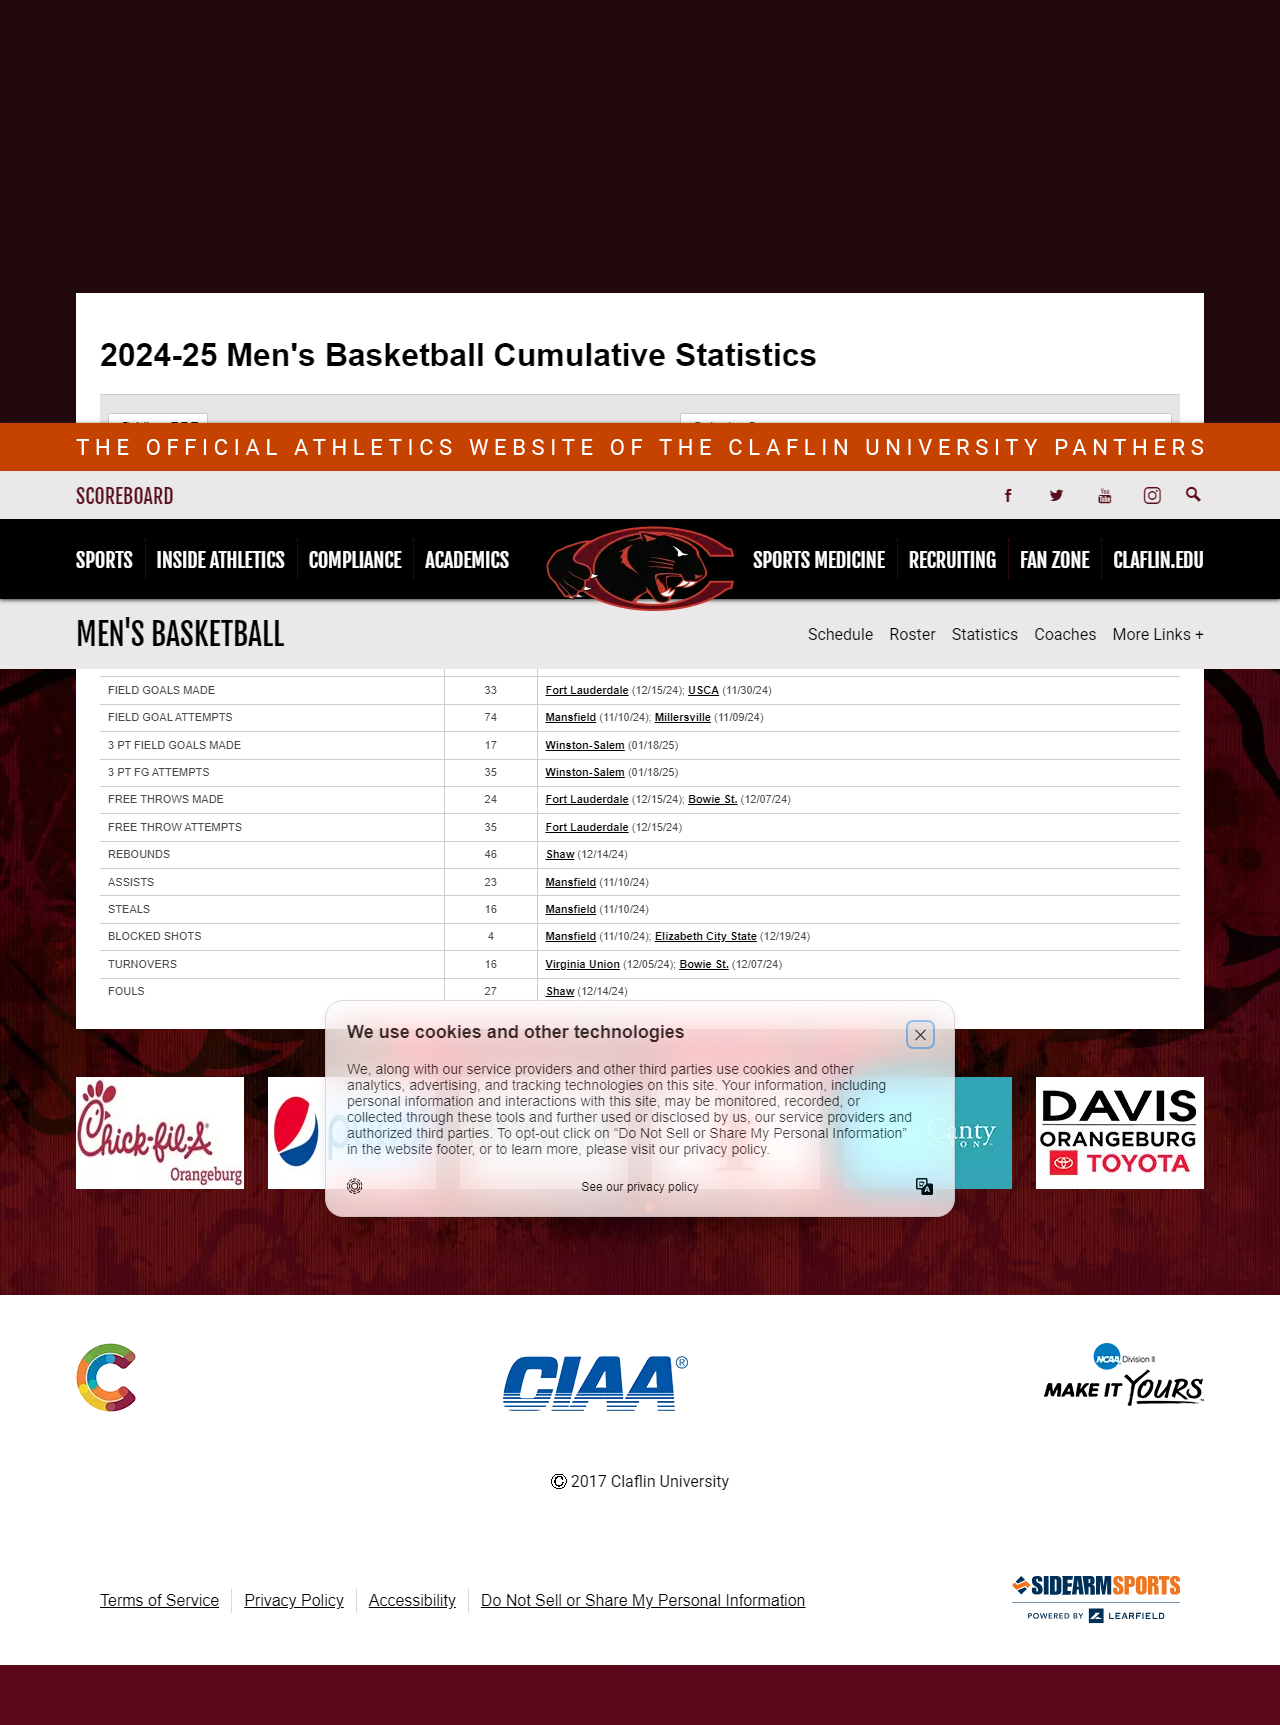 2024-25 Men's Basketball Cumulative Statistics
THE OFFICIAL ATHLETICS WEBSITE OF THE CLAFLIN UNIVERSITY PANTHERS
SCOREBOARD
You Tube
SPORTS INSIDE ATHLETICS COMPLIANCE ACADEMICS SPORTS MEDICINE RECRUITING FAN ZONE CLAFLIN.EDU
MEN'S BASKETBALL Schedule Roster Statistics Coaches More Links +
FIELD GOALS MADE 33 Fort Lauderdale (12/15/24); USCA (11/30/24)
FIELD GOAL ATTEMPTS 74 Mansfield (11/10/24); Millersville (11/09/24)
3 PT FIELD GOALS MADE 17 Winston-Salem (01/18/25)
3 PT FG ATTEMPTS 35 Winston-Salem (01/18/25)
FREE THROWS MADE 24 Fort Lauderdale (12/15/24); Bowie St. (12/07/24)
FREE THROW ATTEMPTS 35 Fort Lauderdale (12/15/24)
REBOUNDS 46 Shaw (12/14/24)
ASSISTS 23 Mansfield (11/10/24)
STEALS 16 Mansfield (11/10/24)
BLOCKED SHOTS 4 Mansfield (11/10/24); Elizabeth City State (12/19/24)
TURNOVERS 16 Virginia Union (12/05/24); Bowie St. (12/07/24)
FOULS 27 Shaw (12/14/24)
We use cookies and other technologies
We, along with our service providers and other third parties use cookies and other
analytics, advertising, and tracking technologies on this site. Your information, including
personal information and interactions with this site, may be monitored, recorded, or
collected through these tools and further used or disclosed by us, our service providers and
authorized third parties. To opt-out click on “Do Not Sell or Share My Personal Information”
in the website footer, or to learn more, please visit our privacy policy.
See our privacy policy
Chick-fil-A
Orangeburg
Canty
DAVIS
ORANGEBURG
TOYOTA
CIAA®
NCAA Division II
MAKE IT YOURS
© 2017 Claflin University
Terms of Service Privacy Policy Accessibility Do Not Sell or Share My Personal Information
SIDEARMSPORTS
POWERED BY LEARFIELD